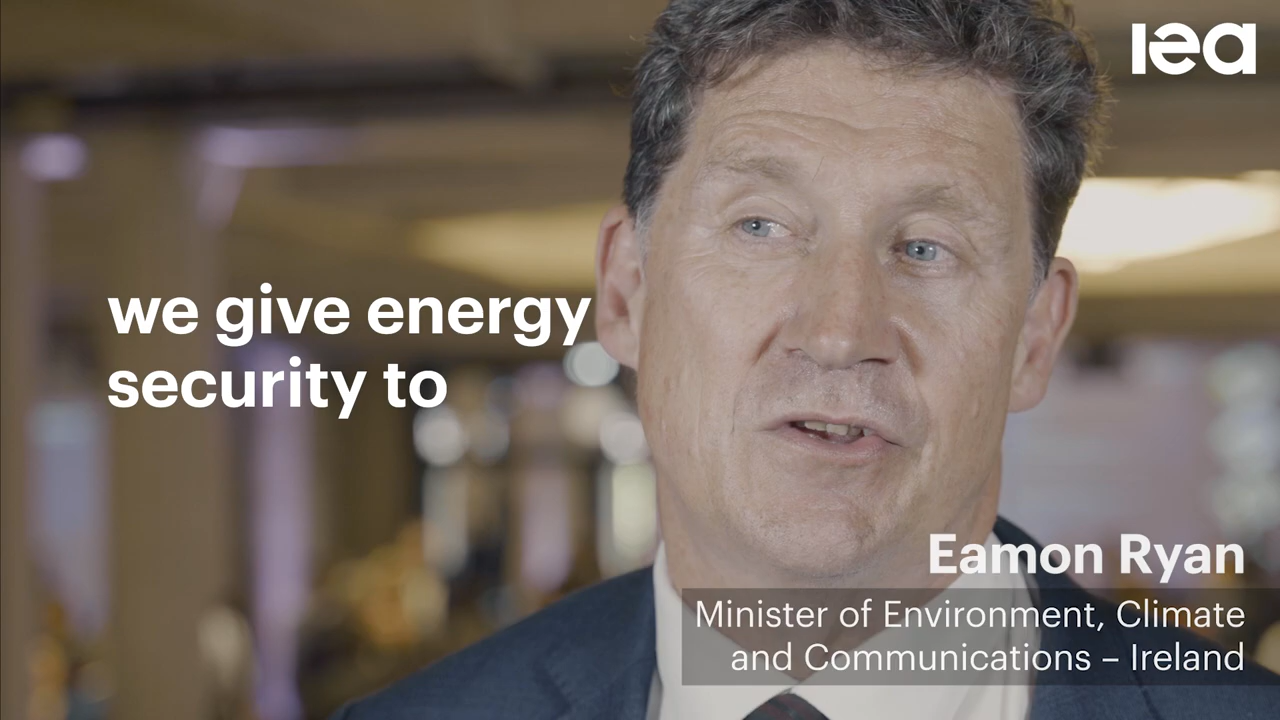 iea
we give energy
security to
Eamon Ryan
Minister of Environment, Climate
and Communications – Ireland